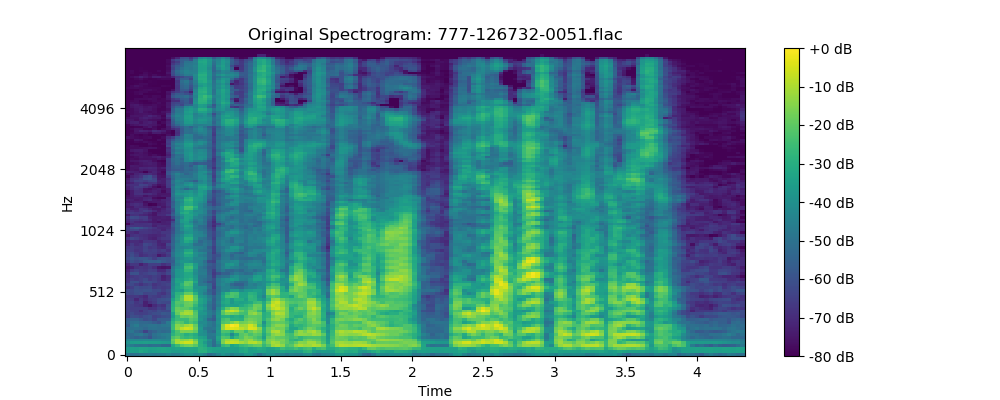 Original Spectrogram: 777-126732-0051.flac
Hz
4096
2048
1024
512
0
0 0.5 1 1.5 2 2.5 3 3.5 4
Time
+0 dB
-10 dB
-20 dB
-30 dB
-40 dB
-50 dB
-60 dB
-70 dB
-80 dB